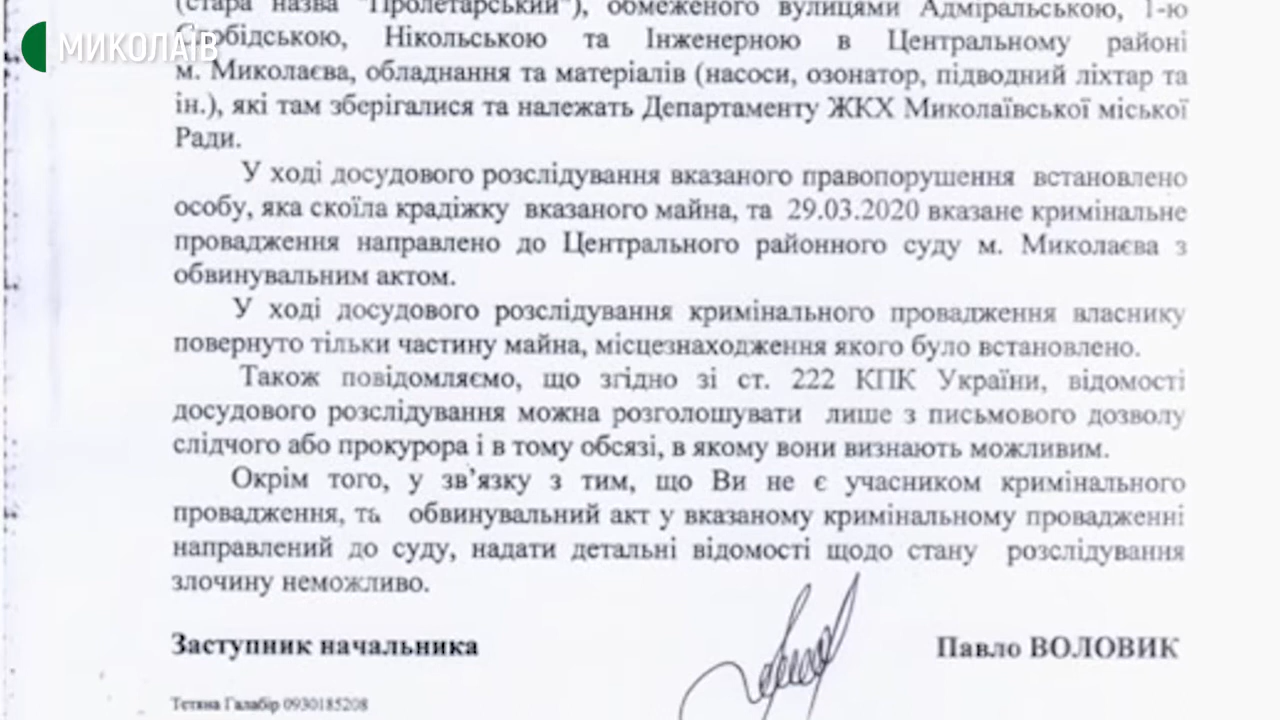 (стара назва "Пролетарський"), обмеженого вулицями Адміральською, 1-ю
МИКОЛАЇВ
Слобідською, Нікольською та Інженерною в Центральному районі
м. Миколаєва, обладнання та матеріалів (насоси, озонатор, підводний ліхтар та
ін.), які там зберігалися та належать Департаменту ЖКХ Миколаївської міської
Ради.
У ході досудового розслідування вказаного правопорушення встановлено
особу, яка скоїла крадіжку вказаного майна, та 29.03.2020 вказане кримінальне
провадження направлено до Центрального районного суду м. Миколаєва з
обвинувальним актом.
У ході досудового розслідування кримінального провадження власнику
повернуто тільки частину майна, місцезнаходження якого було встановлено.
Також повідомляємо, що згідно зі ст. 222 КПК України, відомості
досудового розслідування можна розголошувати лише з письмового дозволу
слідчого або прокурора і в тому обсязі, в якому вони визнають можливим.
Окрім того, у зв'язку з тим, що Ви не є учасником кримінального
провадження, та обвинувальний акт у вказаному кримінальному провадженні
направлений до суду, надати детальні відомості щодо стану розслідування
злочину неможливо.
Заступник начальника Павло ВОЛОВИК
Тетяна Галабір 0930185208